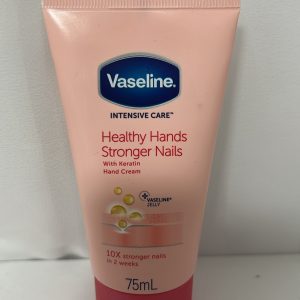 Vaseline.
INTENSIVE CARE™
Healthy Hands
Stronger Nails
With Keratin
Hand Cream
VASELINE®
JELLY
10X stronger nails
in 2 weeks
75mL